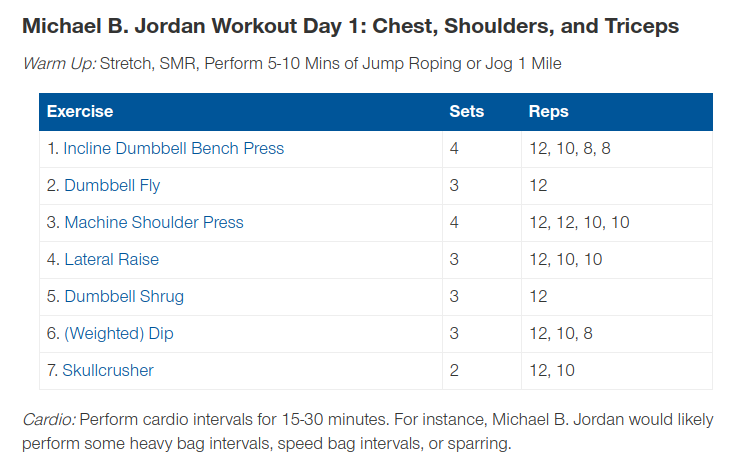 Michael B. Jordan Workout Day 1: Chest, Shoulders, and Triceps
Warm Up: Stretch, SMR, Perform 5-10 Mins of Jump Roping or Jog 1 Mile
Exercise Sets Reps
1. Incline Dumbbell Bench Press 4 12, 10, 8, 8
2. Dumbbell Fly 3 12
3. Machine Shoulder Press 4 12, 12, 10, 10
4. Lateral Raise 3 12, 10, 10
5. Dumbbell Shrug 3 12
6. (Weighted) Dip 3 12, 10, 8
7. Skullcrusher 2 12, 10
Cardio: Perform cardio intervals for 15-30 minutes. For instance, Michael B. Jordan would likely
perform some heavy bag intervals, speed bag intervals, or sparring.